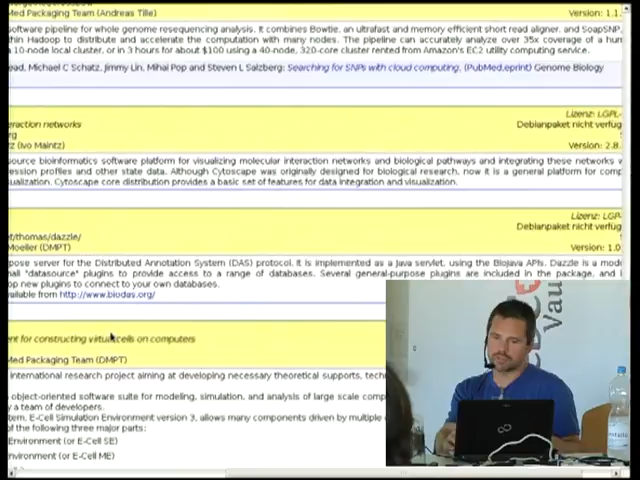 Med Packaging Team (Andreas Tille)
Version: 1.1.
software pipeline for whole genome resequencing analysis. It combines Bowtie, an ultrafast and memory efficient short read aligner, and SoapSNP,
within Hadoop to distribute and accelerate the computation with many nodes. The pipeline can accurately analyze over 35x coverage of a hum
10-node local cluster, or in 3 hours for about $100 using a 40-node, 320-core cluster rented from Amazon's EC2 utility computing service.
ead, Michael C Schatz, Jimmy Lin, Mihai Pop and Steven L Salzberg: Searching for SNPs with cloud computing. (PubMed,eprint) Genome Biology
Lizenz: LGPL-
eraction networks
Debianpaket nicht verfüg
rg
z (Ivo Maintz)
Version: 2.8.
source bioinformatics software platform for visualizing molecular interaction networks and biological pathways and integrating these networks w
ession profiles and other state data. Although Cytoscape was originally designed for biological research, now it is a general platform for comp
ualization. Cytoscape core distribution provides a basic set of features for data integration and visualization.
Lizenz: LGP
Debianpaket nicht verfüg
et/thomas/dazzle/
Moeller (DMPT)
Version: 1.0
pose server for the Distributed Annotation System (DAS) protocol. It is implemented as a Java servlet, using the BioJava APIs. Dazzle is a mod
mall "datasource" plugins to provide access to a range of databases. Several general-purpose plugins are included in the package, and i
op new plugins to connect to your own databases.
vailable from http://www.biodas.org/
ent for constructing virtual cells on computers
Med Packaging Team (DMPT)
international research project aiming at developing necessary theoretical supports, tech
object-oriented software suite for modeling, simulation, and analysis of large scale comp
y a team of developers.
tem, E-Cell Simulation Environment version 3, allows many components driven by multiple
of the following three major parts:
Environment (or E-Cell SE)
nvironment (or E-Cell ME)
Vau